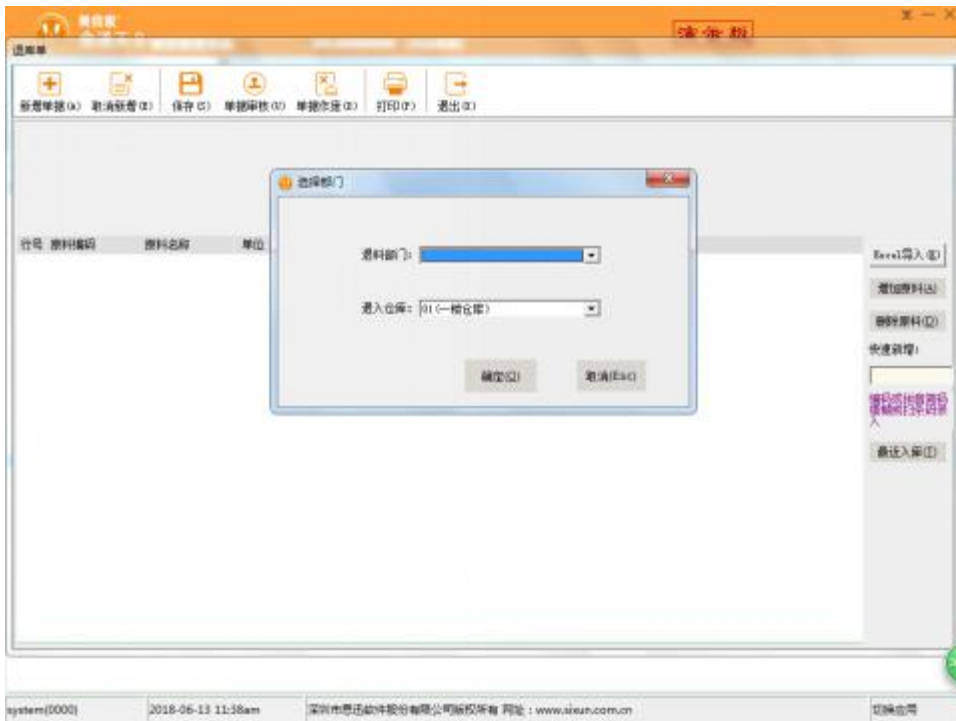 美食家
演示版
退库单
新增单据(A) 取消新增(X) 保存(S) 单据审核(V) 单据作废(B) 打印(P) 退出(X)
选择部门
行号 原料编码 原料名称 单位
退料部门:
退入仓库: 01(一楼仓库)
确定(Q) 取消(Esc)
Excel导入(E)
增加原料(A)
删除原料(D)
快速新增:
最近入库(T)
system(0000) 2018-06-13 11:38am 深圳市思迅软件股份有限公司版权所有 网址：www.sixun.com.cn 切换应用